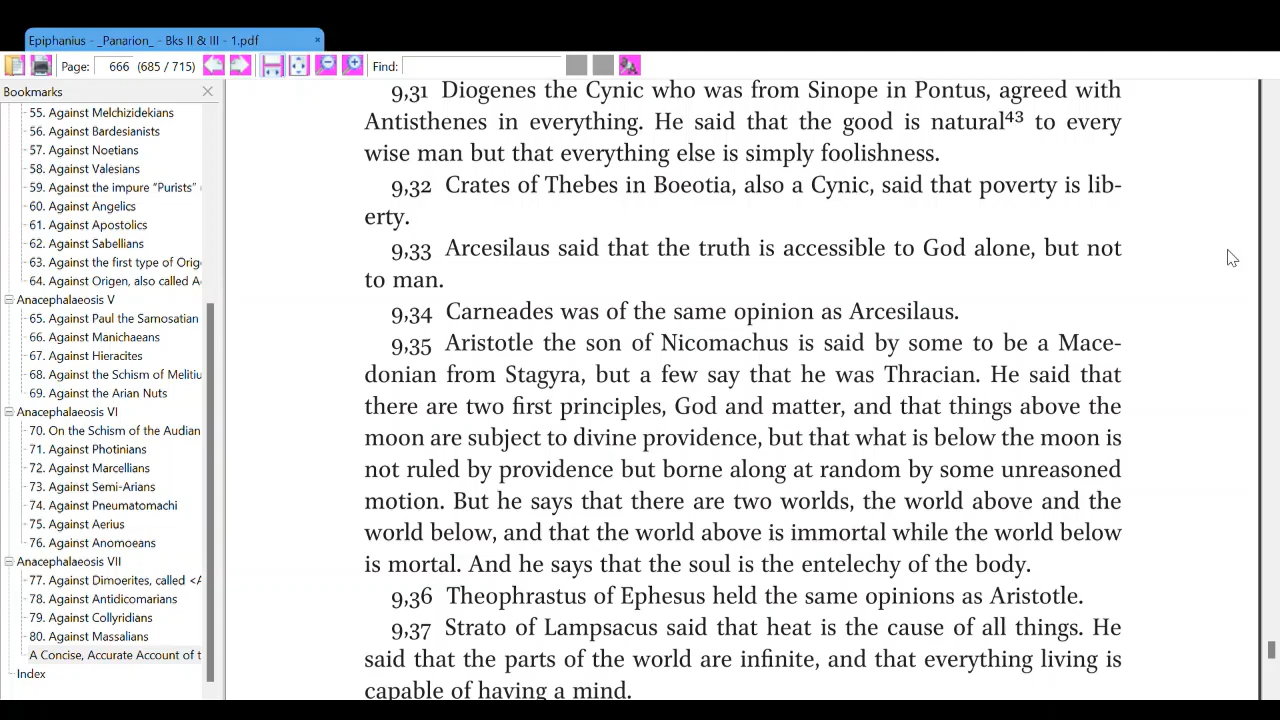 Epiphanius - _Panarion_ - Bks II & III - 1.pdf
×
Page: 666 (685 / 715) Find:
Bookmarks
55. Against Melchizedekians
56. Against Bardesianists
57. Against Noetians
58. Against Valesians
59. Against the impure “Purists” (
60. Against Angelics
61. Against Apostolics
62. Against Sabellians
63. Against the first type of Orig
64. Against Origen, also called A
Anacephalaeosis V
65. Against Paul the Samosatian
66. Against Manichaeans
67. Against Hieracites
68. Against the Schism of Melitiu
69. Against the Arian Nuts
Anacephalaeosis VI
70. On the Schism of the Audian
71. Against Photinians
72. Against Marcellians
73. Against Semi-Arians
74. Against Pneumatomachi
75. Against Aerius
76. Against Anomoeans
Anacephalaeosis VII
77. Against Dimoerites, called <A
78. Against Antidicomarians
79. Against Collyridians
80. Against Massalians
A Concise, Accurate Account of t
Index
9,31 Diogenes the Cynic who was from Sinope in Pontus, agreed with
Antisthenes in everything. He said that the good is natural⁴³ to every
wise man but that everything else is simply foolishness.
9,32 Crates of Thebes in Boeotia, also a Cynic, said that poverty is lib-
erty.
9,33 Arcesilaus said that the truth is accessible to God alone, but not
to man.
9,34 Carneades was of the same opinion as Arcesilaus.
9,35 Aristotle the son of Nicomachus is said by some to be a Mace-
donian from Stagyra, but a few say that he was Thracian. He said that
there are two first principles, God and matter, and that things above the
moon are subject to divine providence, but that what is below the moon is
not ruled by providence but borne along at random by some unreasoned
motion. But he says that there are two worlds, the world above and the
world below, and that the world above is immortal while the world below
is mortal. And he says that the soul is the entelechy of the body.
9,36 Theophrastus of Ephesus held the same opinions as Aristotle.
9,37 Strato of Lampsacus said that heat is the cause of all things. He
said that the parts of the world are infinite, and that everything living is
capable of having a mind.